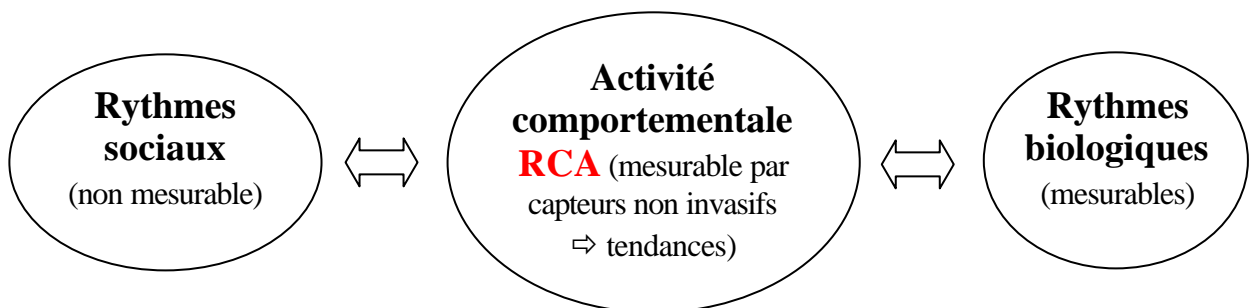 Rythmes
sociaux
(non mesurable)
Activité
comportementale
RCA (mesurable par
capteurs non invasifs
⇨ tendances)
Rythmes
biologiques
(mesurables)